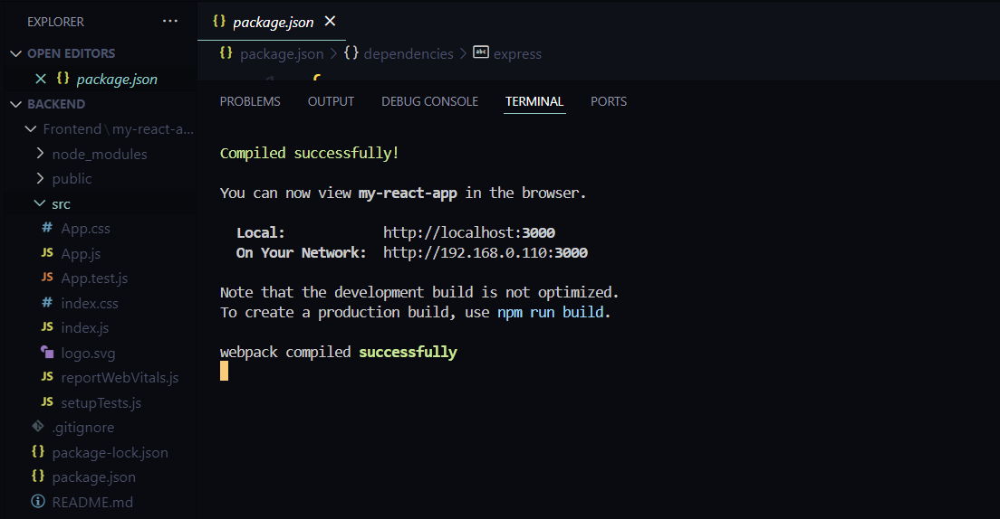 EXPLORER ···
OPEN EDITORS
package.json
BACKEND
Frontend\my-react-a...
node_modules
public
src
App.css
JS App.js
JS App.test.js
index.css
JS index.js
logo.svg
JS reportWebVitals.js
JS setupTests.js
.gitignore
{} package-lock.json
{} package.json
README.md
{} package.json ×
{} package.json > {} dependencies > abc express
PROBLEMS OUTPUT DEBUG CONSOLE TERMINAL PORTS
Compiled successfully!
You can now view my-react-app in the browser.
Local: http://localhost:3000
On Your Network: http://192.168.0.110:3000
Note that the development build is not optimized.
To create a production build, use npm run build.
webpack compiled successfully